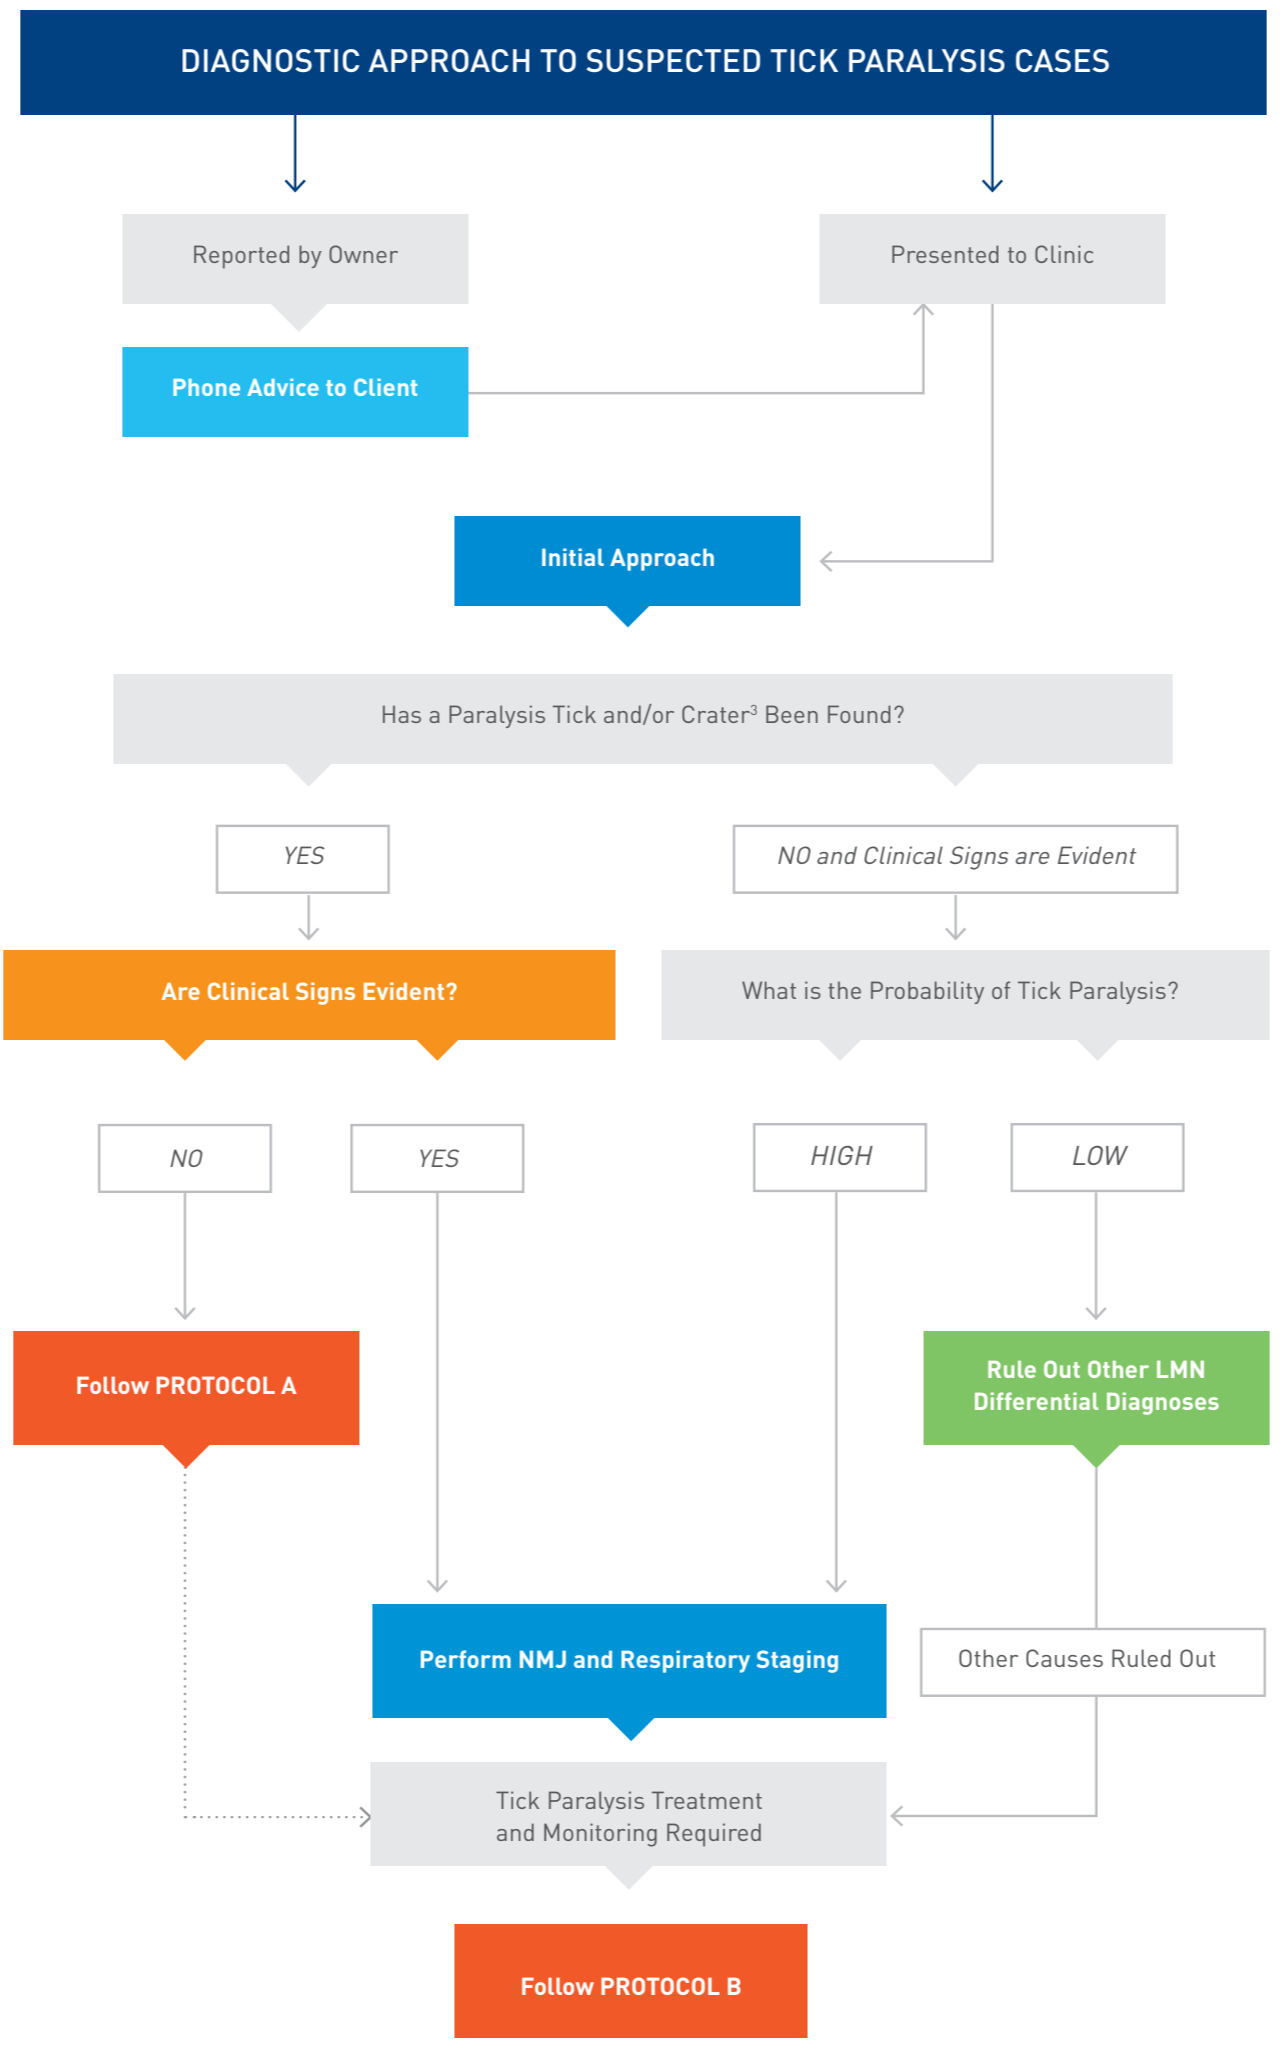 DIAGNOSTIC APPROACH TO SUSPECTED TICK PARALYSIS CASES
Reported by Owner
Presented to Clinic
Phone Advice to Client
Initial Approach
Has a Paralysis Tick and/or Crater³ Been Found?
YES
NO and Clinical Signs are Evident
Are Clinical Signs Evident?
What is the Probability of Tick Paralysis?
NO
YES
HIGH
LOW
Follow PROTOCOL A
Rule Out Other LMN
Differential Diagnoses
Perform NMJ and Respiratory Staging
Other Causes Ruled Out
Tick Paralysis Treatment
and Monitoring Required
Follow PROTOCOL B